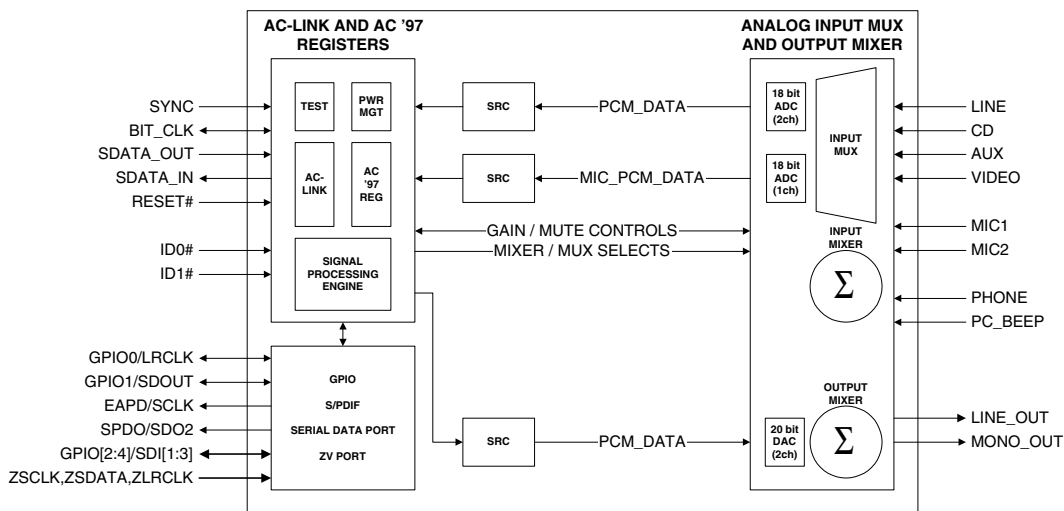 AC-LINK AND AC '97
REGISTERS
ANALOG INPUT MUX
AND OUTPUT MIXER
SYNC
BIT_CLK
SDATA_OUT
SDATA_IN
RESET#
ID0#
ID1#
TEST
PWR
MGT
AC-
LINK
AC
'97
REG
SIGNAL
PROCESSING
ENGINE
SRC
PCM_DATA
SRC
MIC_PCM_DATA
GAIN / MUTE CONTROLS
MIXER / MUX SELECTS
18 bit
ADC
(2ch)
18 bit
ADC
(1ch)
INPUT
MUX
INPUT
MIXER
Σ
LINE
CD
AUX
VIDEO
MIC1
MIC2
PHONE
PC_BEEP
GPIO0/LRCLK
GPIO1/SDOUT
EAPD/SCLK
SPDO/SDO2
GPIO[2:4]/SDI[1:3]
ZSCLK,ZSDATA,ZLRCLK
GPIO
S/PDIF
SERIAL DATA PORT
ZV PORT
SRC
PCM_DATA
20 bit
DAC
(2ch)
OUTPUT
MIXER
Σ
LINE_OUT
MONO_OUT